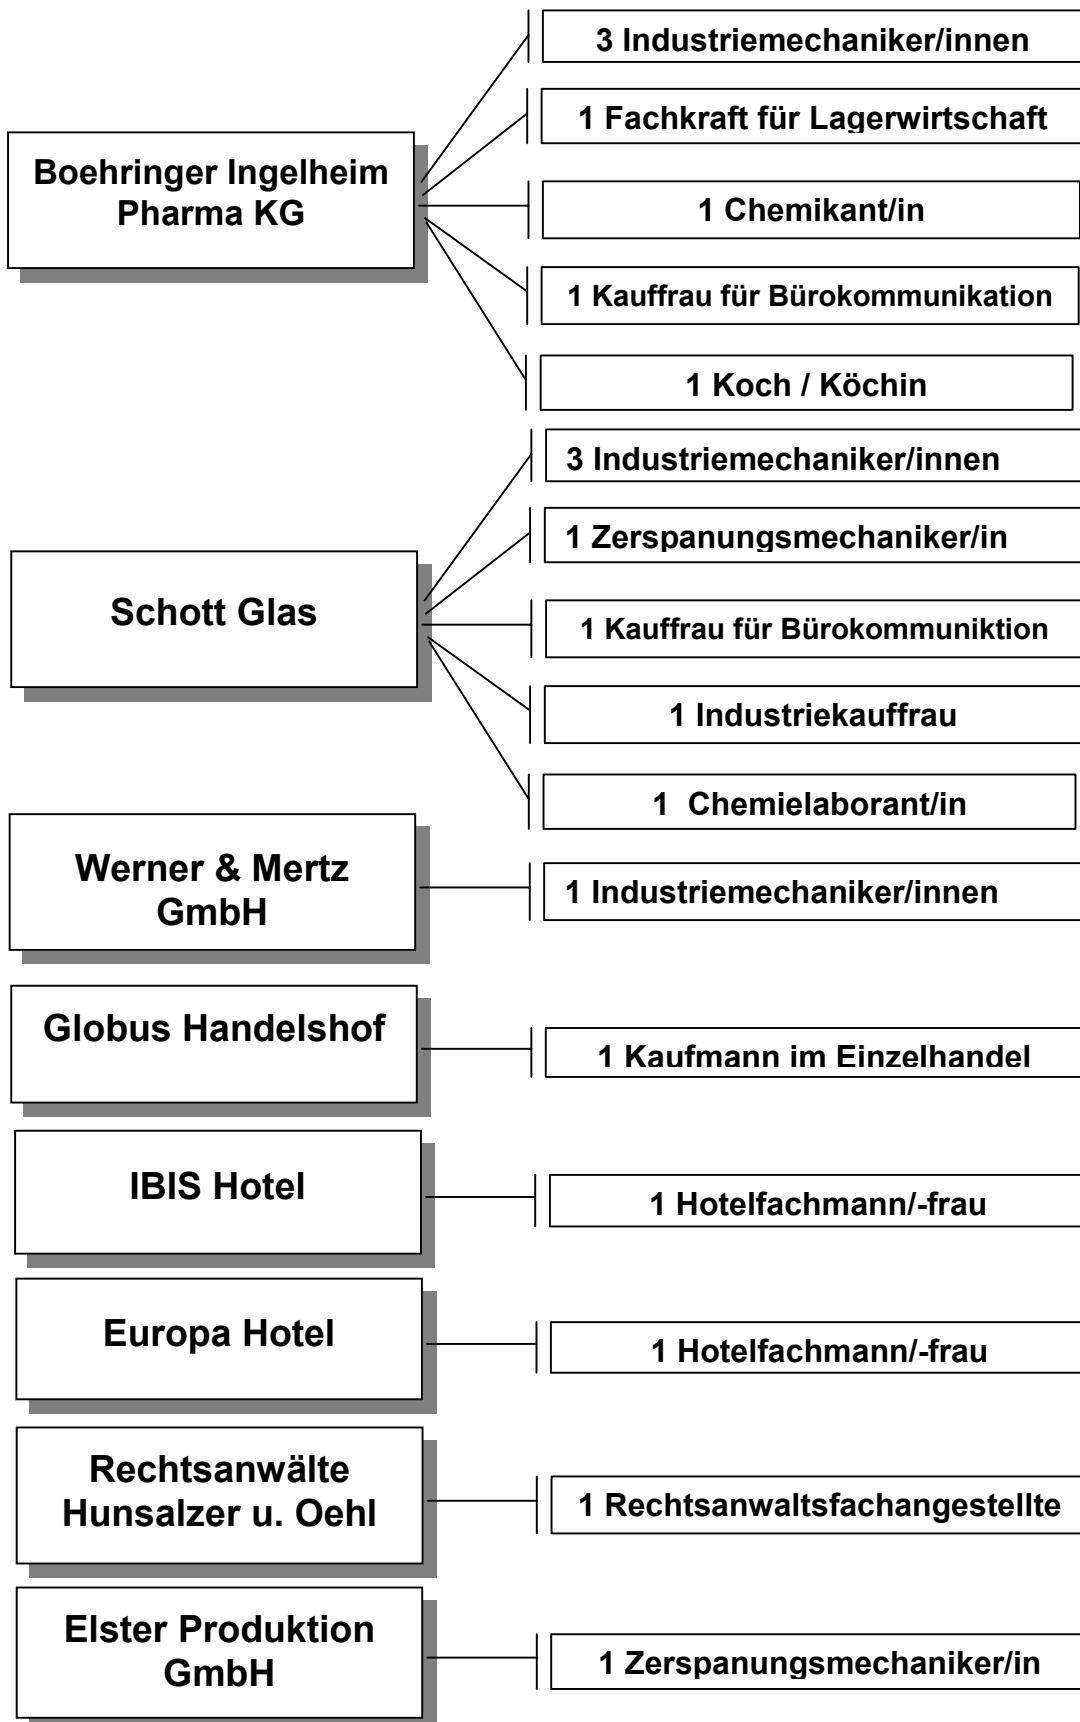 3 Industriemechaniker/innen
1 Fachkraft für Lagerwirtschaft
Boehringer Ingelheim
Pharma KG
1 Chemikant/in
1 Kauffrau für Bürokommunikation
1 Koch / Köchin
3 Industriemechaniker/innen
1 Zerspanungsmechaniker/in
Schott Glas
1 Kauffrau für Bürokommuniktion
1 Industriekauffrau
1 Chemielaborant/in
Werner & Mertz
GmbH
1 Industriemechaniker/innen
Globus Handelshof
1 Kaufmann im Einzelhandel
IBIS Hotel
1 Hotelfachmann/-frau
Europa Hotel
1 Hotelfachmann/-frau
Rechtsanwälte
Hunsalzer u. Oehl
1 Rechtsanwaltsfachangestellte
Elster Produktion
GmbH
1 Zerspanungsmechaniker/in